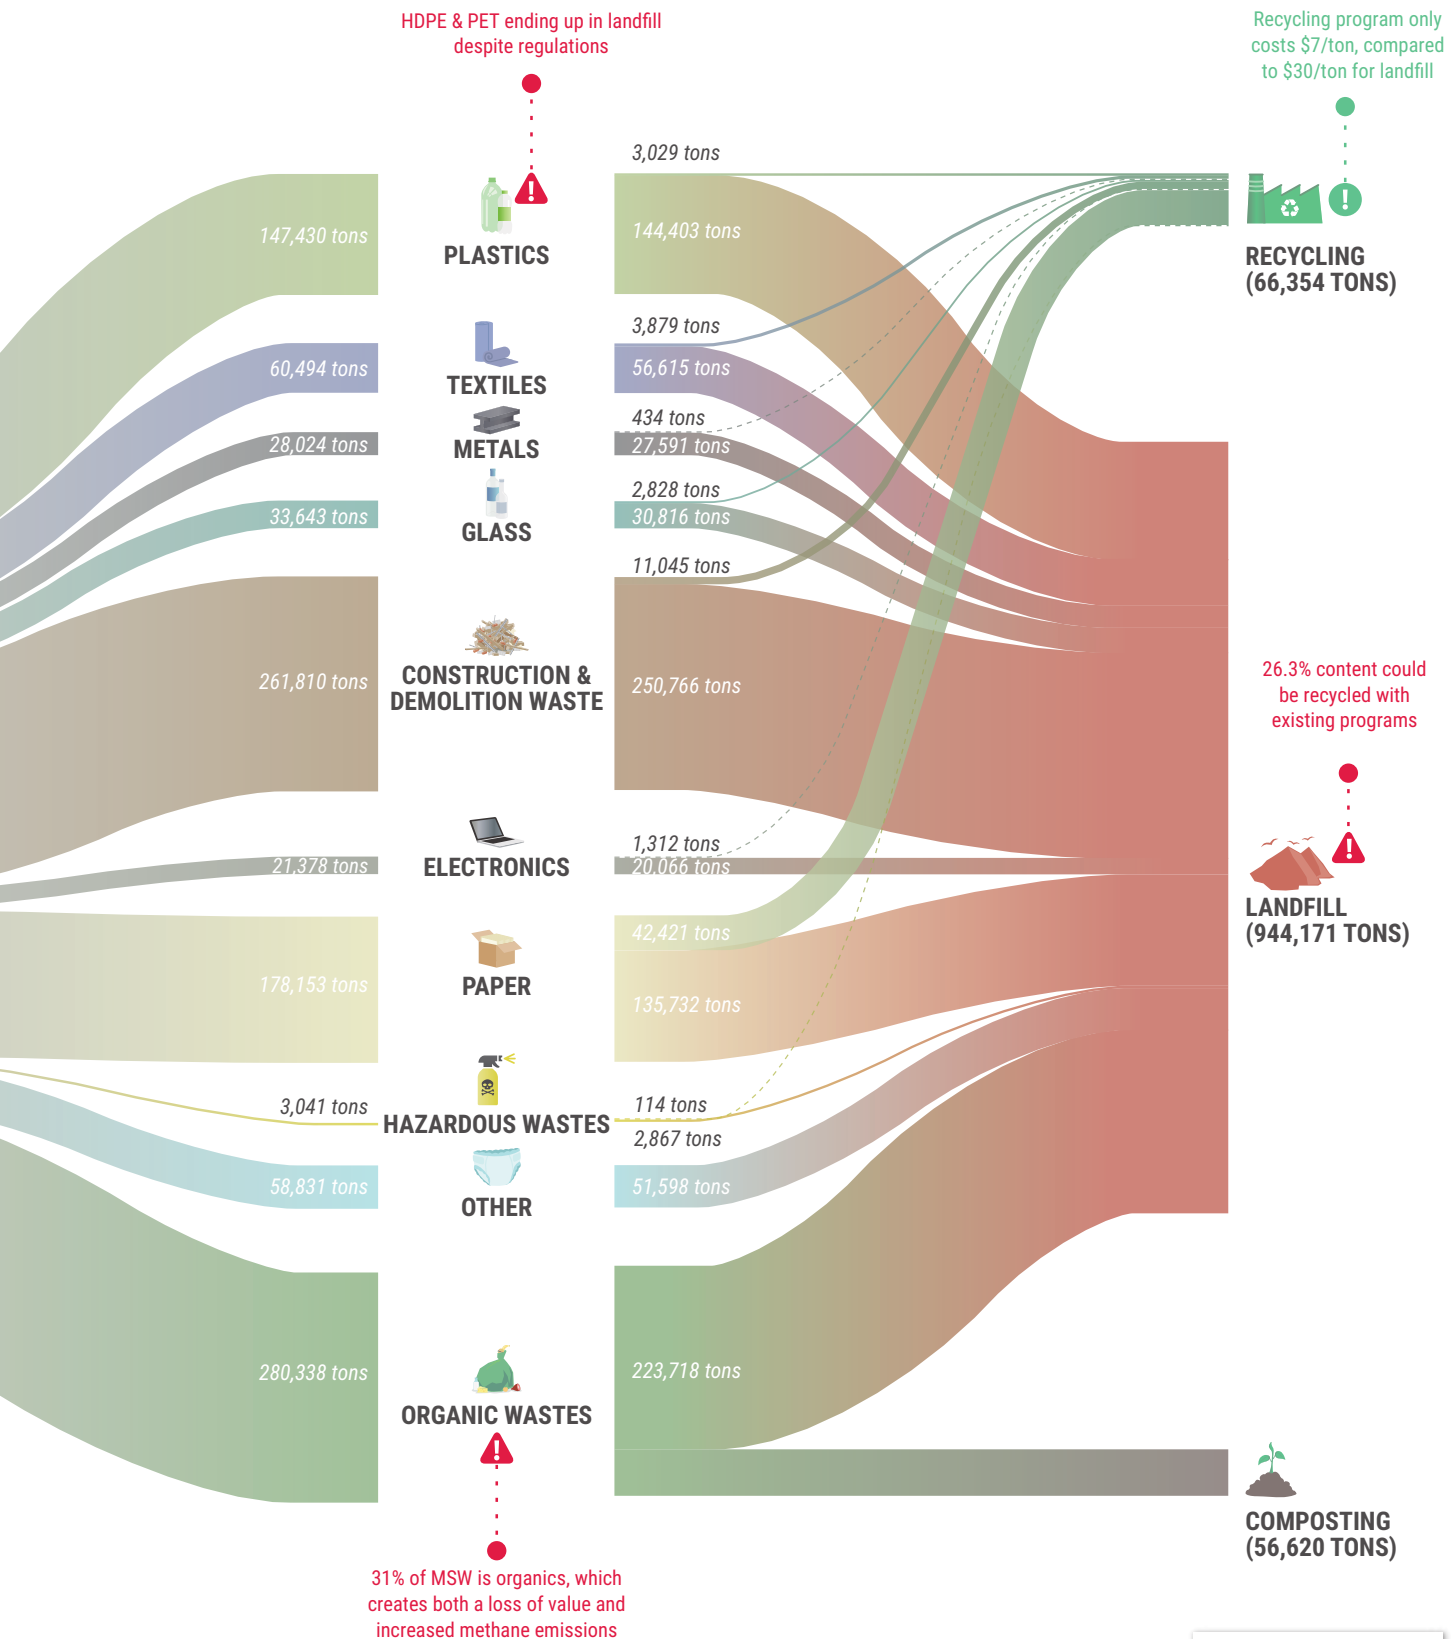 HDPE & PET ending up in landfill
despite regulations
Recycling program only
costs $7/ton, compared
to $30/ton for landfill
147,430 tons
PLASTICS
3,029 tons
144,403 tons
RECYCLING
(66,354 TONS)
60,494 tons
TEXTILES
3,879 tons
56,615 tons
28,024 tons
METALS
434 tons
27,591 tons
33,643 tons
GLASS
2,828 tons
30,816 tons
261,810 tons
CONSTRUCTION &
DEMOLITION WASTE
11,045 tons
250,766 tons
26.3% content could
be recycled with
existing programs
21,378 tons
ELECTRONICS
1,312 tons
20,066 tons
LANDFILL
(944,171 TONS)
178,153 tons
PAPER
42,421 tons
135,732 tons
3,041 tons
HAZARDOUS WASTES
114 tons
2,867 tons
58,831 tons
OTHER
51,598 tons
280,338 tons
ORGANIC WASTES
223,718 tons
COMPOSTING
(56,620 TONS)
31% of MSW is organics, which
creates both a loss of value and
increased methane emissions